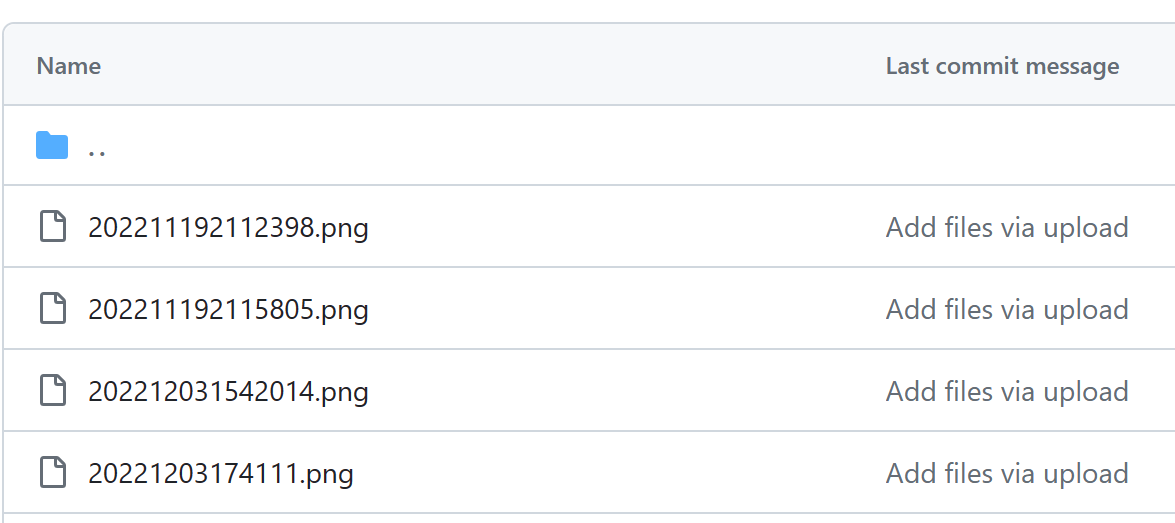 Name Last commit message
..
202211192112398.png Add files via upload
202211192115805.png Add files via upload
202212031542014.png Add files via upload
20221203174111.png Add files via upload